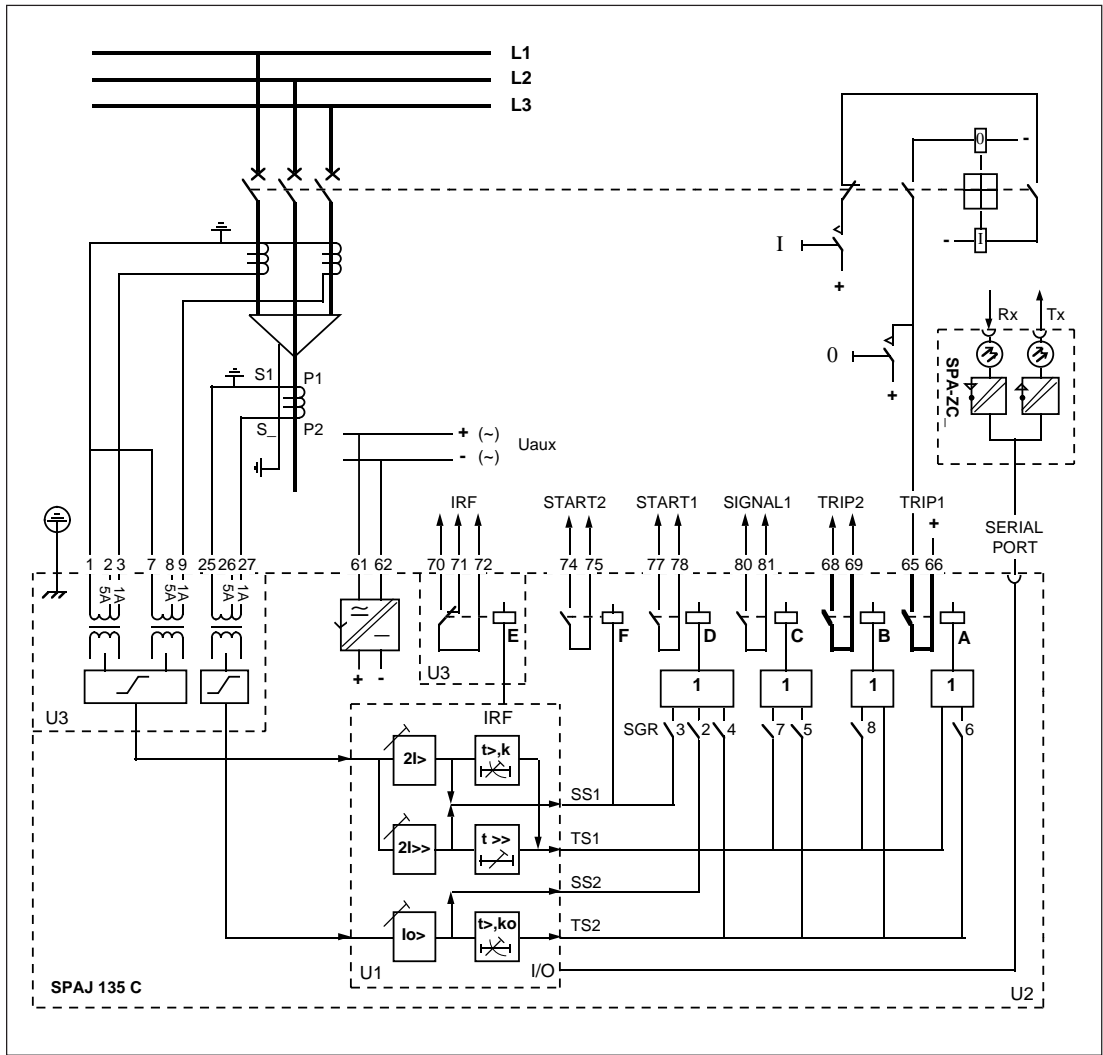 L1
L2
L3
0 -
I
+
- I
Rx Tx
0
+
SPA-ZC_
S1 P1
S_ P2
+ (~)
- (~)
Uaux
IRF START2 START1 SIGNAL1 TRIP2 TRIP1
+
SERIAL
PORT
1 2 3 7 8 9 25 26 27 61 62 70 71 72 74 75 77 78 80 81 68 69 65 66
5A 1A 5A 1A 5A 1A
E F D C B A
+ -
U3
1 1 1 1
U3
IRF
SGR 3 2 4 7 5 8 6
2I> t>,k
SS1
2I>> t >>
TS1
SS2
Io> t>,ko
TS2
U1 I/O
SPAJ 135 C
U2